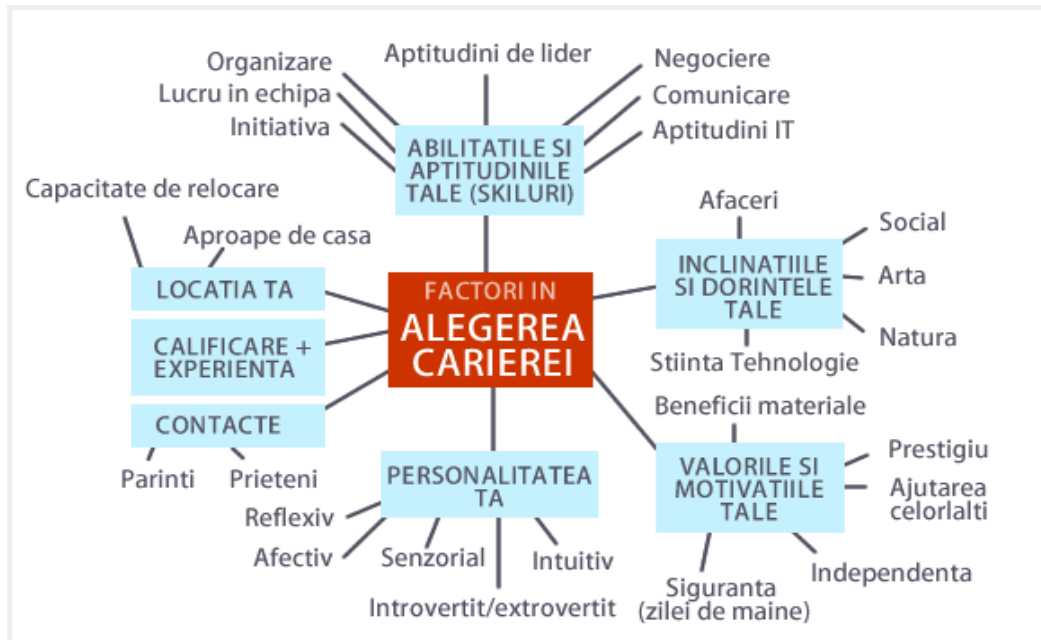 Aptitudini de lider
Organizare
Lucru in echipa
Initiativa
Negociere
Comunicare
Aptitudini IT
ABILITATILE SI
APTITUDINILE
TALE (SKILURI)
Capacitate de relocare
Aproape de casa
LOCATIA TA
CALIFICARE +
EXPERIENTA
CONTACTE
Parinti
Prieteni
FACTORI IN
ALEGEREA
CARIEREI
Afaceri
Social
Arta
Natura
INCLINATIILE
SI DORINTELE
TALE
Stiinta Tehnologie
Beneficii materiale
Prestigiu
Ajutarea
celorlalti
VALORILE SI
MOTIVATIILE
TALE
Independenta
Siguranta
(zilei de maine)
PERSONALITATEA
TA
Reflexiv
Afectiv
Senzorial
Intuitiv
Introvertit/extrovertit